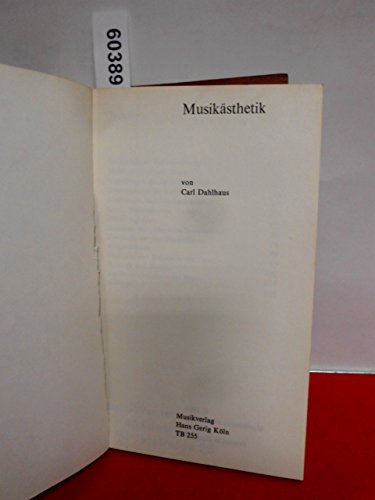 60389
Musikästhetik
von
Carl Dahlhaus
Musikverlag
Hans Gerig Köln
TB 255